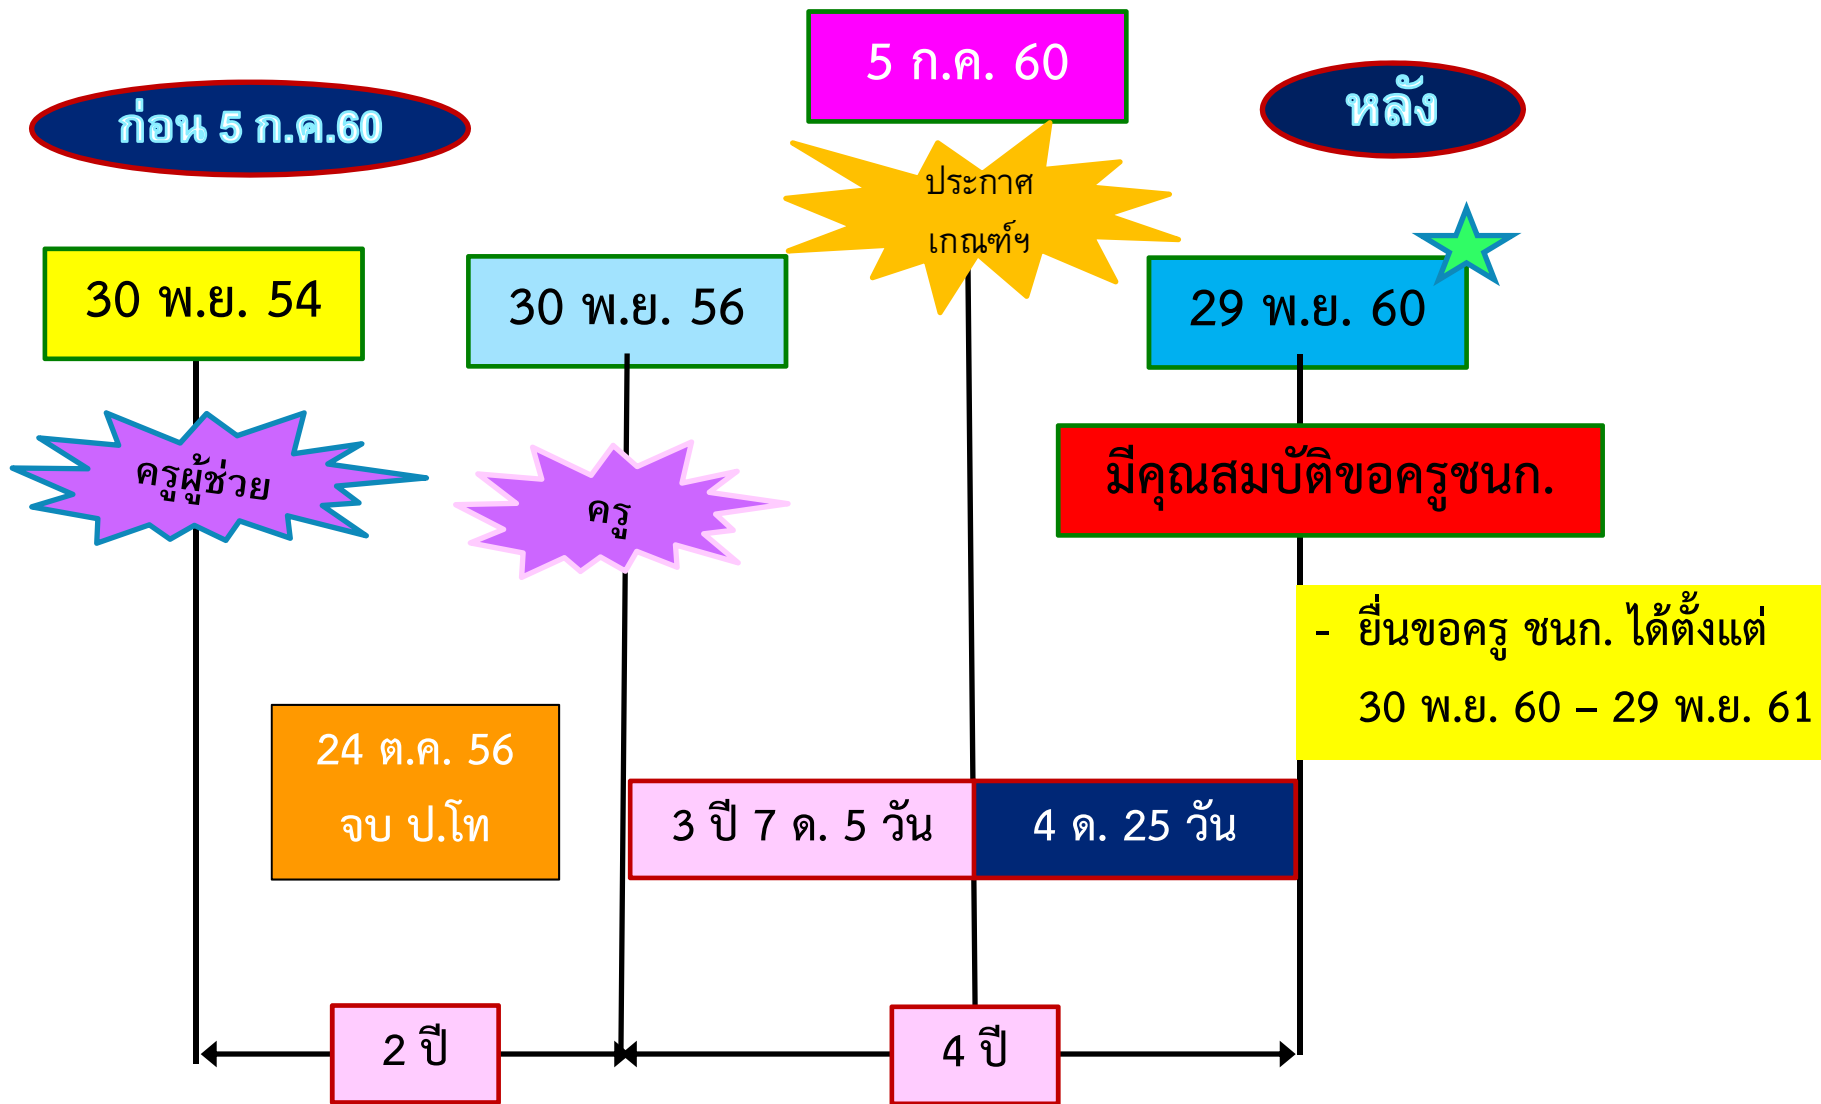 5 ก.ค. 60
ก่อน 5 ก.ค.60
หลัง
ประกาศ
เกณฑ์ฯ
30 พ.ย. 54
30 พ.ย. 56
29 พ.ย. 60
ครูผู้ช่วย
ครู
มีคุณสมบัติขอครูชนก.
- ยื่นขอครู ชนก. ได้ตั้งแต่
30 พ.ย. 60 – 29 พ.ย. 61
24 ต.ค. 56
จบ ป.โท
3 ปี 7 ด. 5 วัน
4 ด. 25 วัน
2 ปี
4 ปี